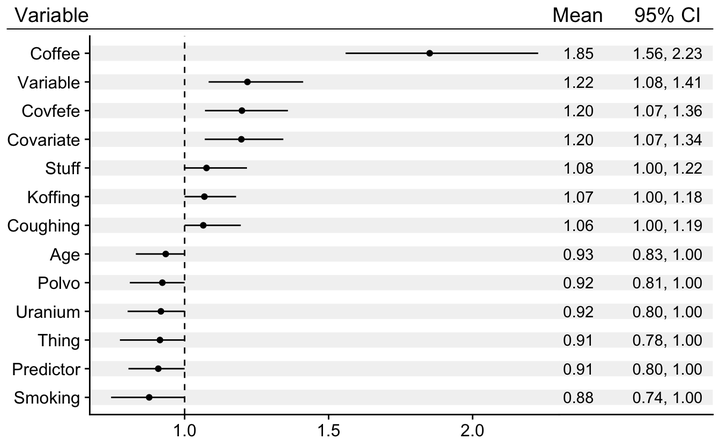 Variable Mean 95% CI
Coffee 1.85 1.56, 2.23
Variable 1.22 1.08, 1.41
Covfefe 1.20 1.07, 1.36
Covariate 1.20 1.07, 1.34
Stuff 1.08 1.00, 1.22
Koffing 1.07 1.00, 1.18
Coughing 1.06 1.00, 1.19
Age 0.93 0.83, 1.00
Polvo 0.92 0.81, 1.00
Uranium 0.92 0.80, 1.00
Thing 0.91 0.78, 1.00
Predictor 0.91 0.80, 1.00
Smoking 0.88 0.74, 1.00
1.0 1.5 2.0